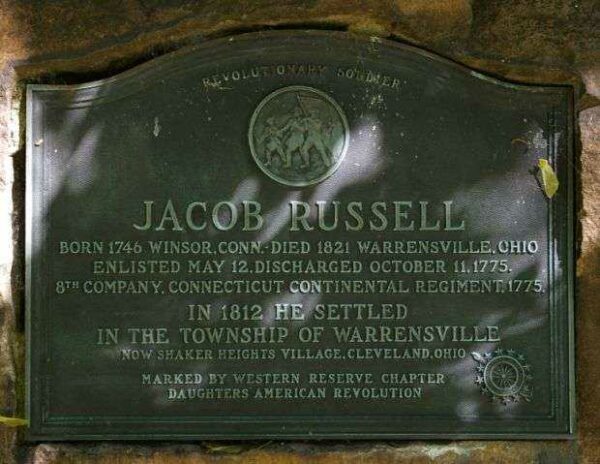 REVOLUTIONARY SOLDIER
JACOB RUSSELL
BORN 1746 WINSOR, CONN.-DIED 1821 WARRENSVILLE, OHIO
ENLISTED MAY 12. DISCHARGED OCTOBER 11, 1775.
8TH COMPANY, CONNECTICUT CONTINENTAL REGIMENT, 1775.
IN 1812 HE SETTLED
IN THE TOWNSHIP OF WARRENSVILLE
NOW SHAKER HEIGHTS VILLAGE, CLEVELAND, OHIO
MARKED BY WESTERN RESERVE CHAPTER
DAUGHTERS AMERICAN REVOLUTION